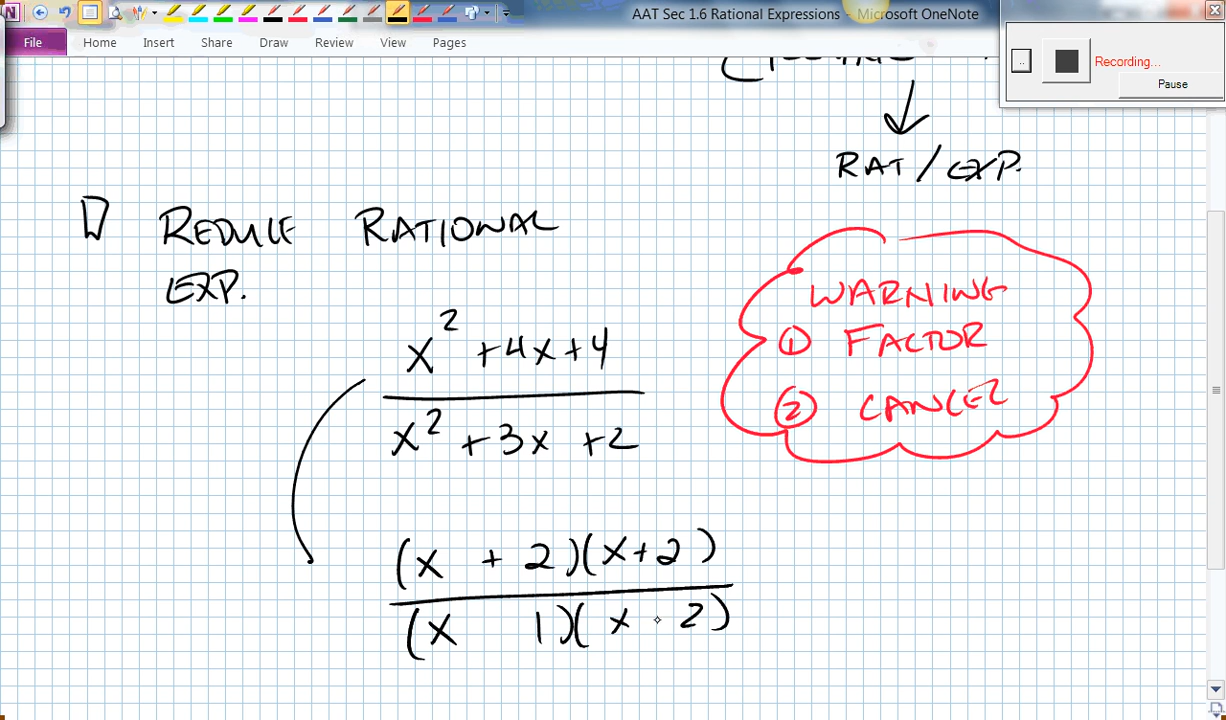 AAT Sec 1.6 Rational Expressions - Microsoft OneNote
File Home Insert Share Draw Review View Pages
Recording...
Pause
RAT / EXP.
REDUCE RATIONAL
EXP.
WARNING
① FACTOR
② CANCEL
x² + 4x + 4
x² + 3x + 2
(x + 2)(x + 2)
(x 1)(x 2)